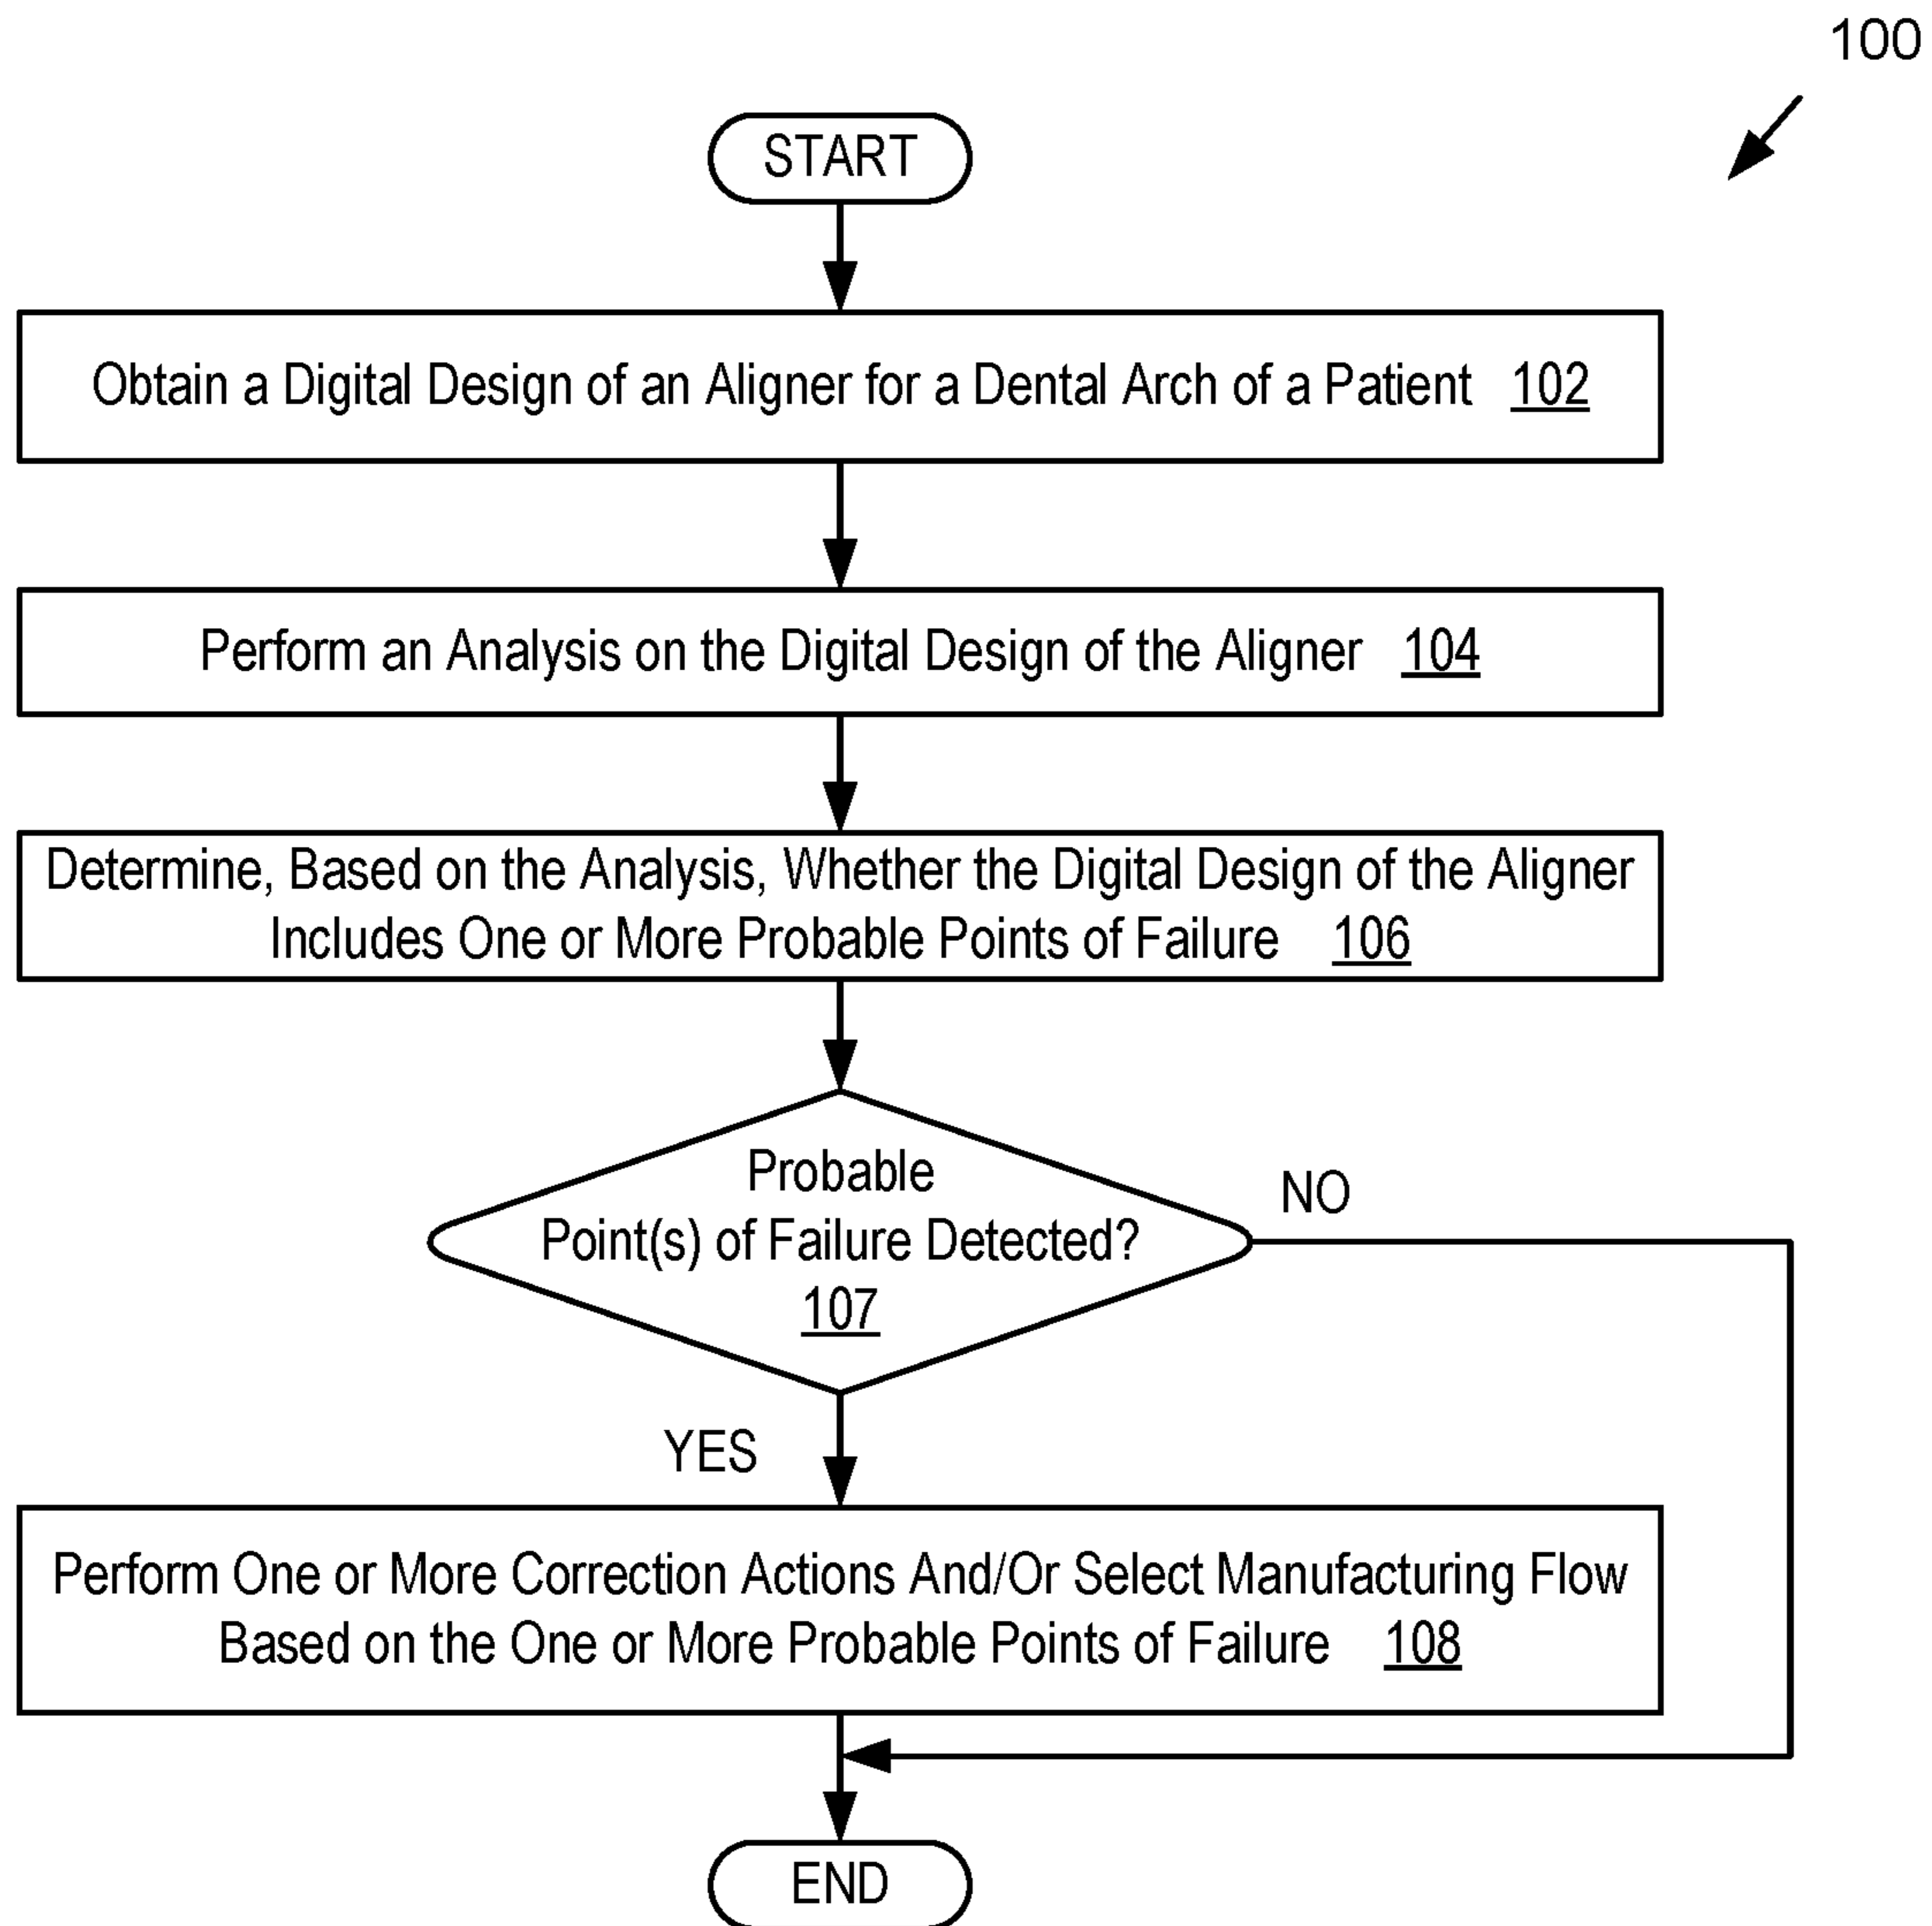 100
START
Obtain a Digital Design of an Aligner for a Dental Arch of a Patient 102
Perform an Analysis on the Digital Design of the Aligner 104
Determine, Based on the Analysis, Whether the Digital Design of the Aligner
Includes One or More Probable Points of Failure 106
Probable
Point(s) of Failure Detected?
107
NO
YES
Perform One or More Correction Actions And/Or Select Manufacturing Flow
Based on the One or More Probable Points of Failure 108
END